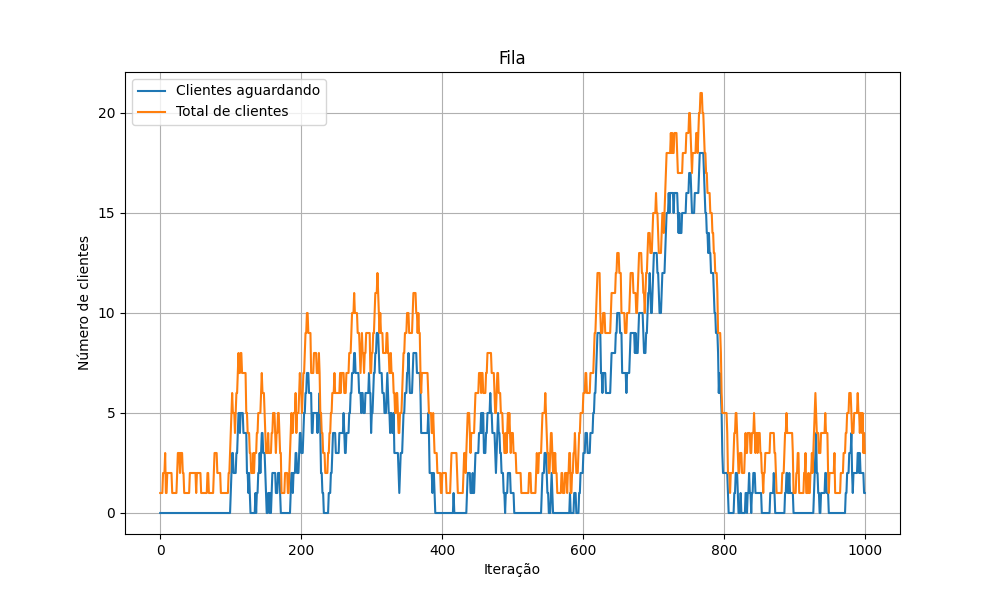 Fila
Clientes aguardando
Total de clientes
20
15
10
5
0
Número de clientes
0 200 400 600 800 1000
Iteração